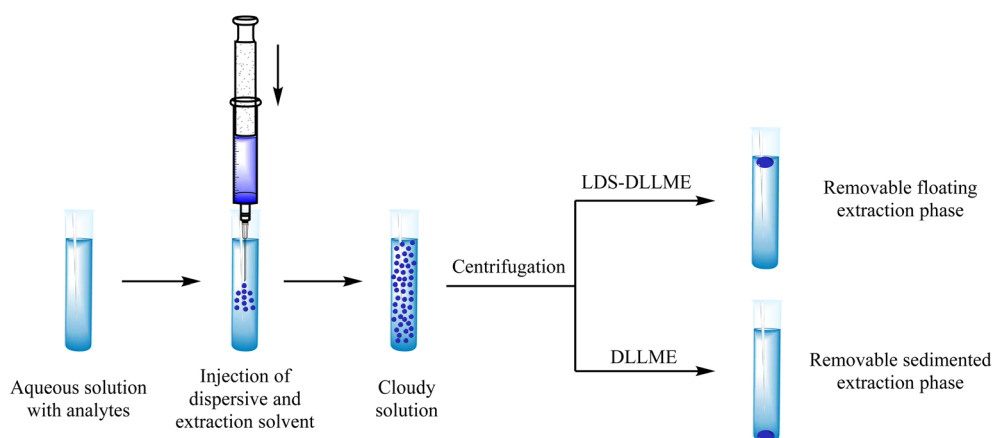 Aqueous solution
with analytes
Injection of
dispersive and
extraction solvent
Cloudy
solution
Centrifugation
LDS-DLLME
Removable floating
extraction phase
DLLME
Removable sedimented
extraction phase